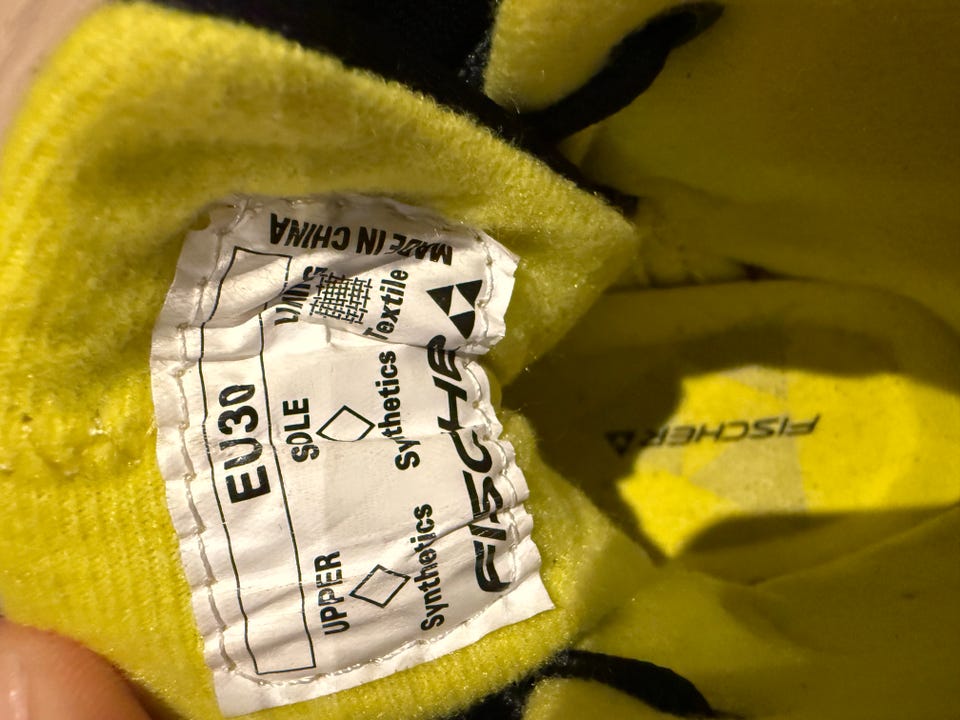 EU30
UPPER SOLE LINING
Synthetics Synthetics Textile
FISCHER
MADE IN CHINA
FISCHER